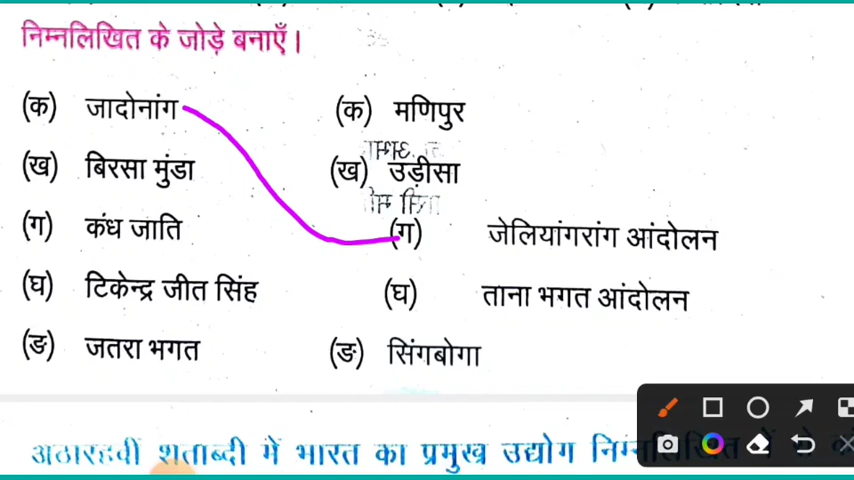 निम्नलिखित के जोड़े बनाएँ।
(क) जादोनांग (क) मणिपुर
(ख) बिरसा मुंडा (ख) उड़ीसा
(ग) कंध जाति (ग) जेलियांगरांग आंदोलन
(घ) टिकेन्द्र जीत सिंह (घ) ताना भगत आंदोलन
(ङ) जतरा भगत (ङ) सिंगबोगा
अठारहवीं शताब्दी में भारत का प्रमुख उद्योग निम्नलिखित में से